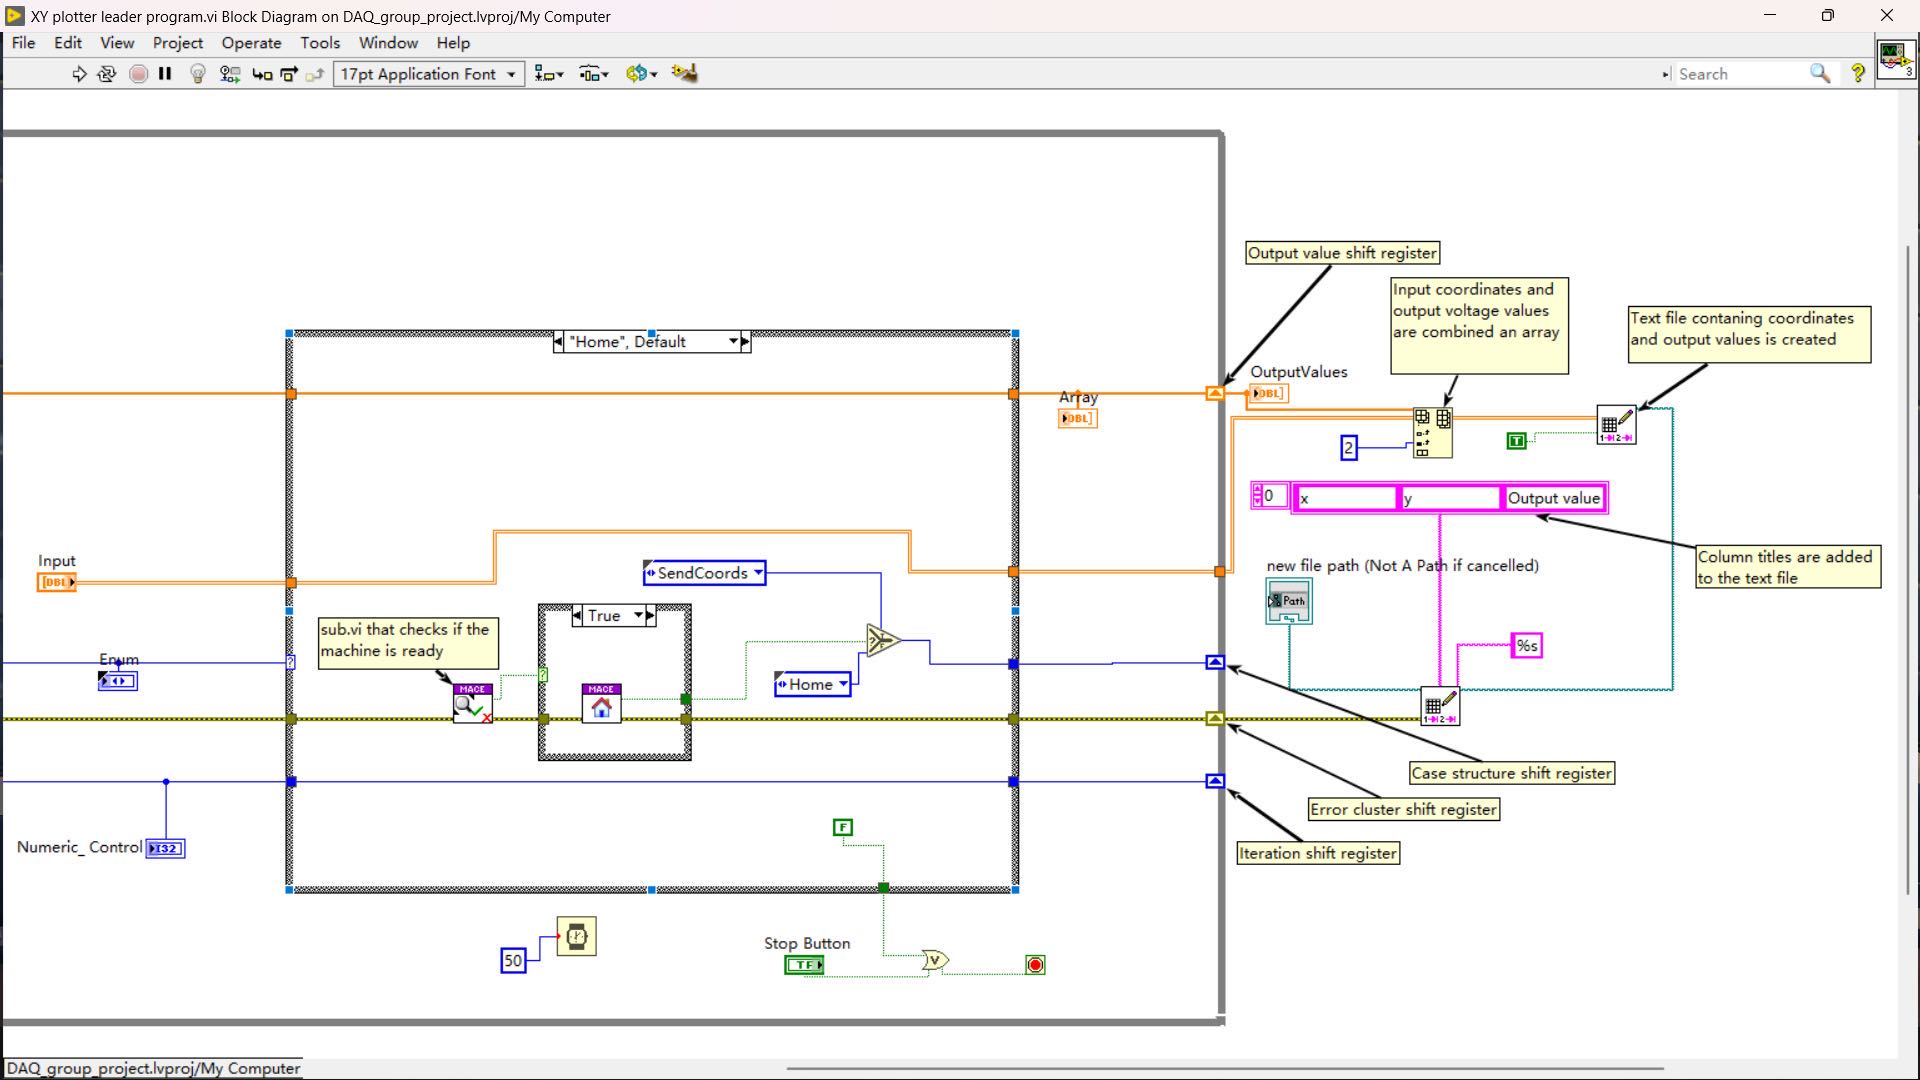 XY plotter leader program.vi Block Diagram on DAQ_group_project.lvproj/My Computer
File Edit View Project Operate Tools Window Help
17pt Application Font
Search
3
Output value shift register
Input coordinates and
output voltage values
are combined an array
Text file contaning coordinates
and output values is created
"Home", Default
OutputValues
DBL]
Array
DBL]
2
T
1 2
0
x
y
Output value
Column titles are added
to the text file
new file path (Not A Path if cancelled)
Path
Input
[DBL
SendCoords
True
sub.vi that checks if the
machine is ready
?
Enum
?
MACE
MACE
?
Home
%s
1 2
Case structure shift register
Error cluster shift register
Iteration shift register
Numeric_ Control
I32
F
50
Stop Button
TF
V
DAQ_group_project.lvproj/My Computer